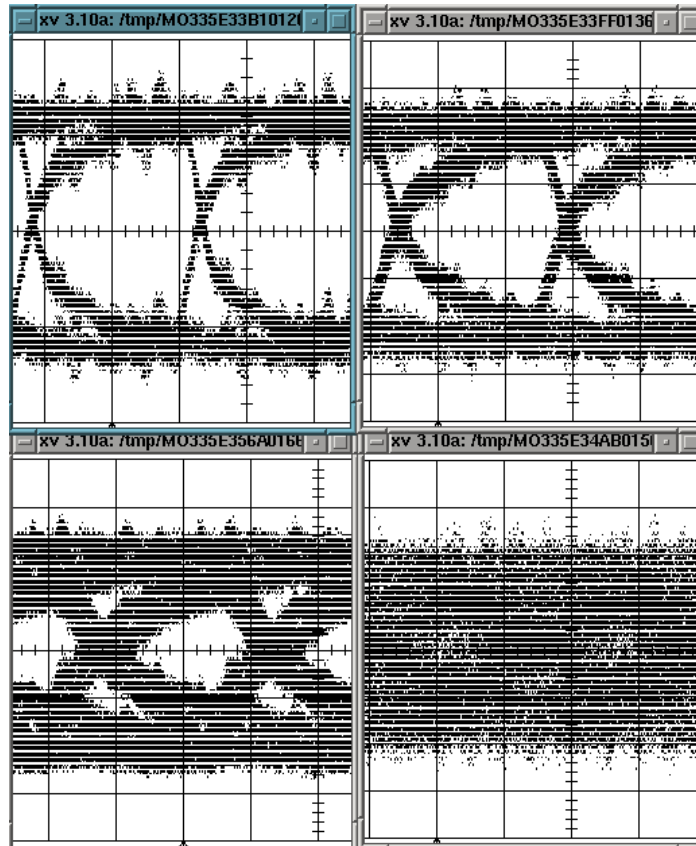 xv 3.10a: /tmp/MO335E33B1012
xv 3.10a: /tmp/MO335E33FF0136
xv 3.10a: /tmp/MO335E356A016E
xv 3.10a: /tmp/MO335E34AB015